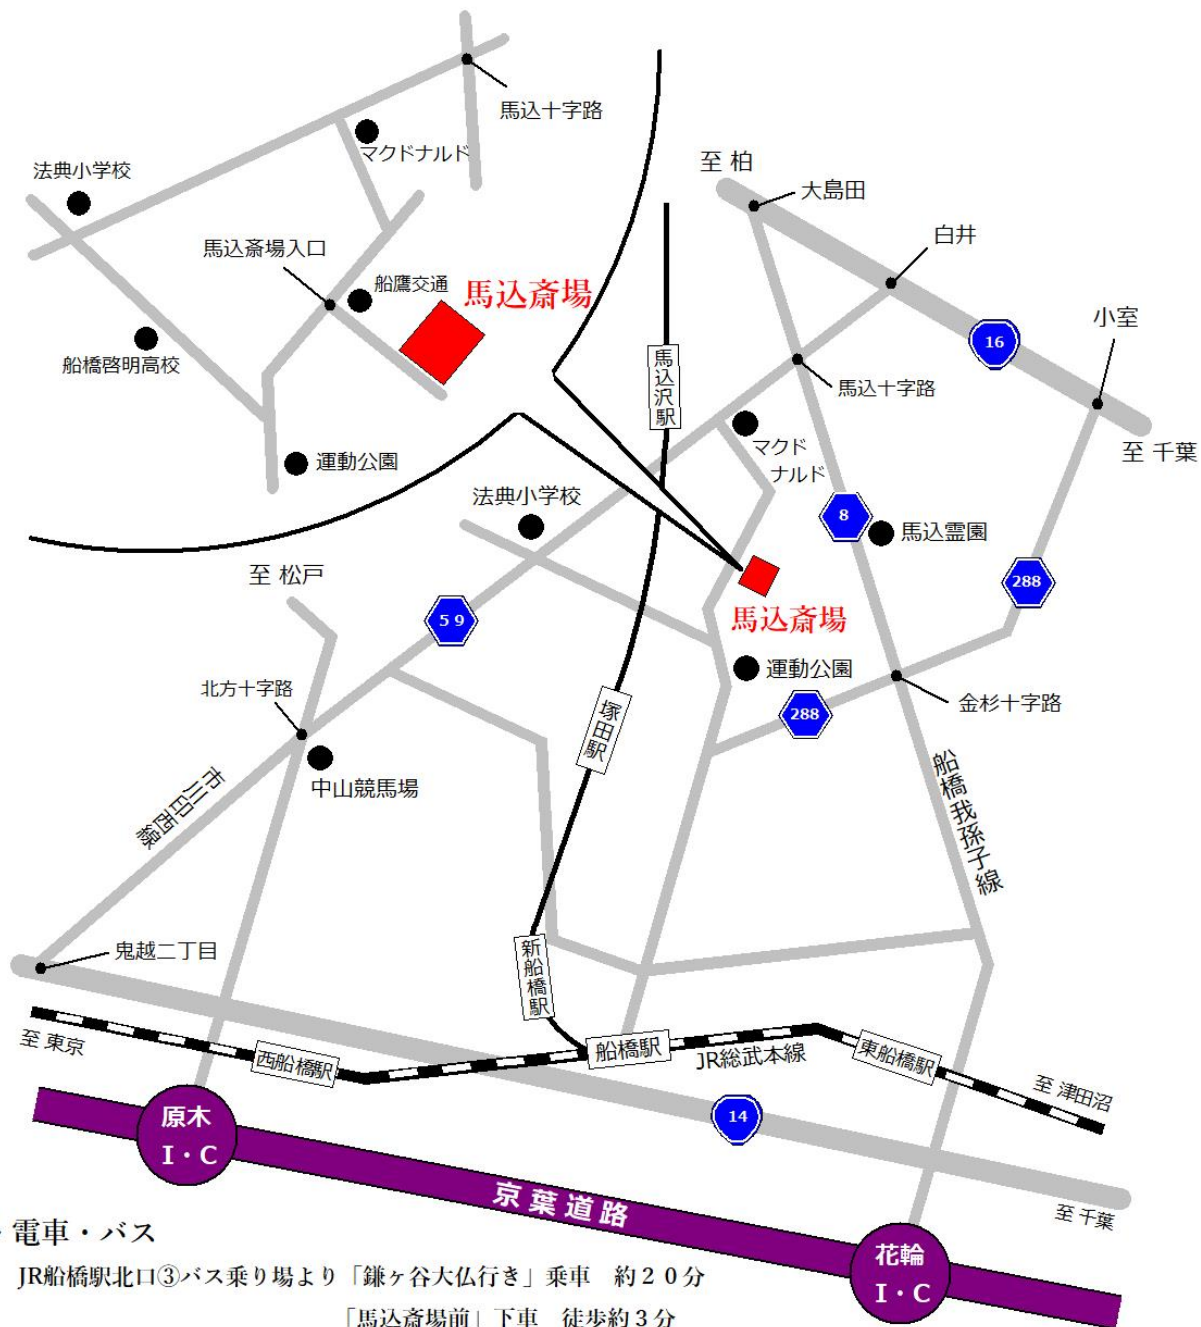 馬込十字路
マクドナルド
法典小学校
馬込斎場入口
船鷹交通
馬込斎場
船橋啓明高校
運動公園
至 柏
大島田
白井
小室
16
馬込沢駅
馬込十字路
至 千葉
マクド
ナルド
法典小学校
8
馬込霊園
至 松戸
288
59
馬込斎場
運動公園
北方十字路
288
金杉十字路
塚田駅
中山競馬場
市川印西線
船橋我孫子線
鬼越二丁目
新船橋駅
至 東京
西船橋駅
船橋駅
JR総武本線
東船橋駅
至 津田沼
14
原木
I・C
京葉道路
至 千葉
花輪
I・C
電車・バス
JR船橋駅北口③バス乗り場より「鎌ヶ谷大仏行き」乗車 約20分
「馬込斎場前」下車 徒歩約3分